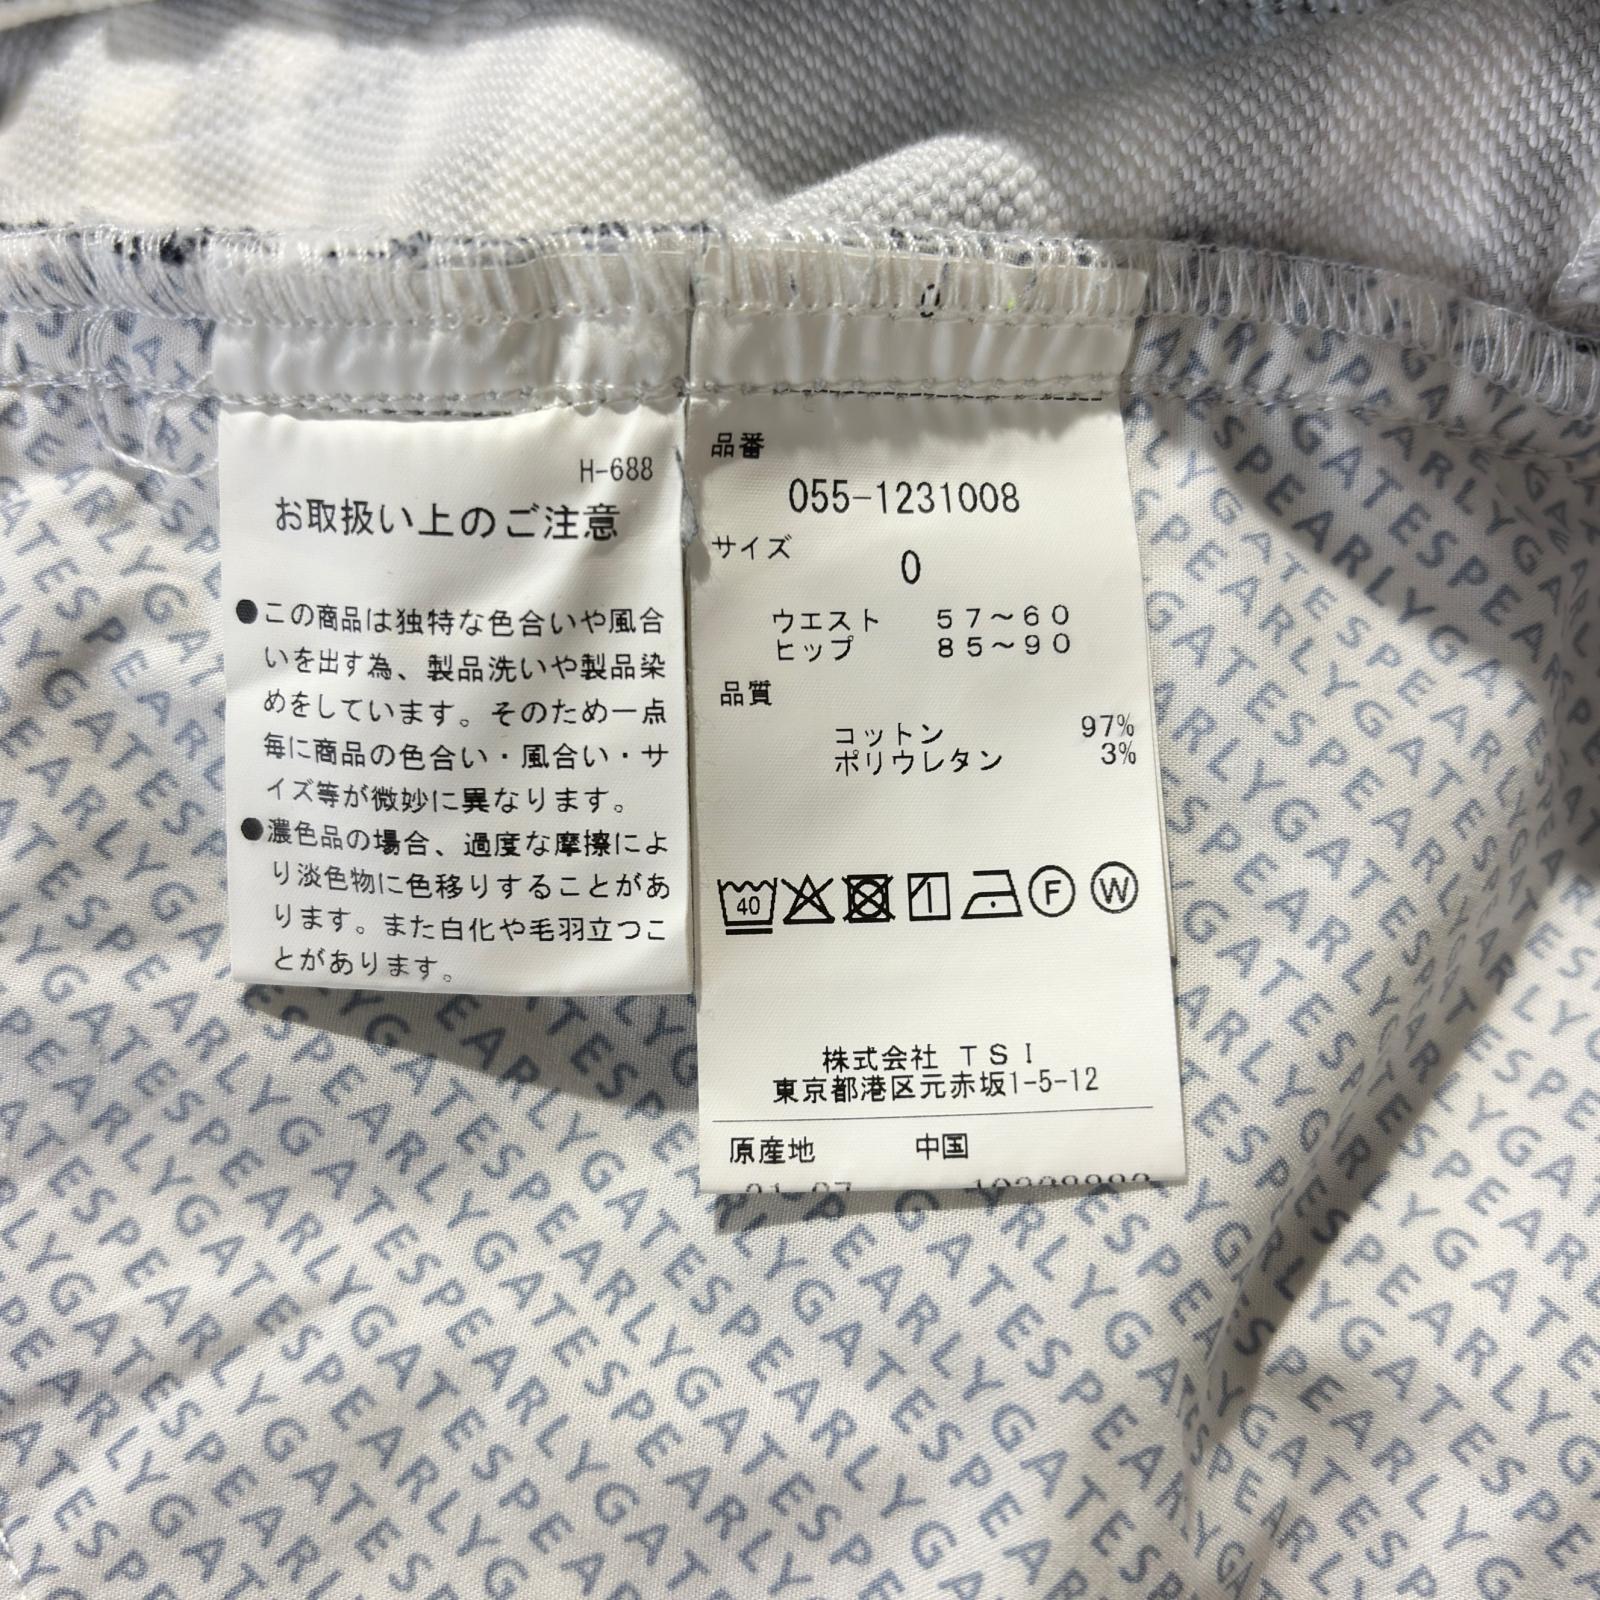 H-688
お取扱い上のご注意
●この商品は独特な色合いや風合
いを出す為、製品洗いや製品染
めをしています。そのため一点
毎に商品の色合い・風合い・サ
イズ等が微妙に異なります。
●濃色品の場合、過度な摩擦によ
り淡色物に色移りすることがあ
ります。また白化や毛羽立つこ
とがあります。
品番
055-1231008
サイズ
0
ウエスト 57～60
ヒップ 85～90
品質
コットン 97%
ポリウレタン 3%
40
F
W
株式会社 TSI
東京都港区元赤坂1-5-12
原産地 中国
PEARLYGATES